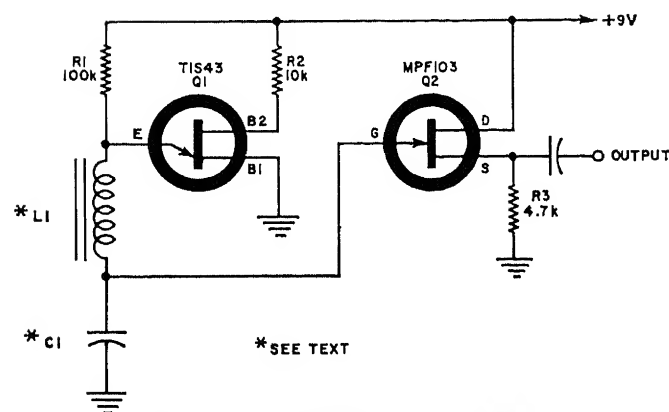 +9V
R1
100k
TIS43
Q1
R2
10k
MPF103
Q2
E
B2
B1
G
D
S
OUTPUT
R3
4.7k
*L1
*C1
*SEE TEXT